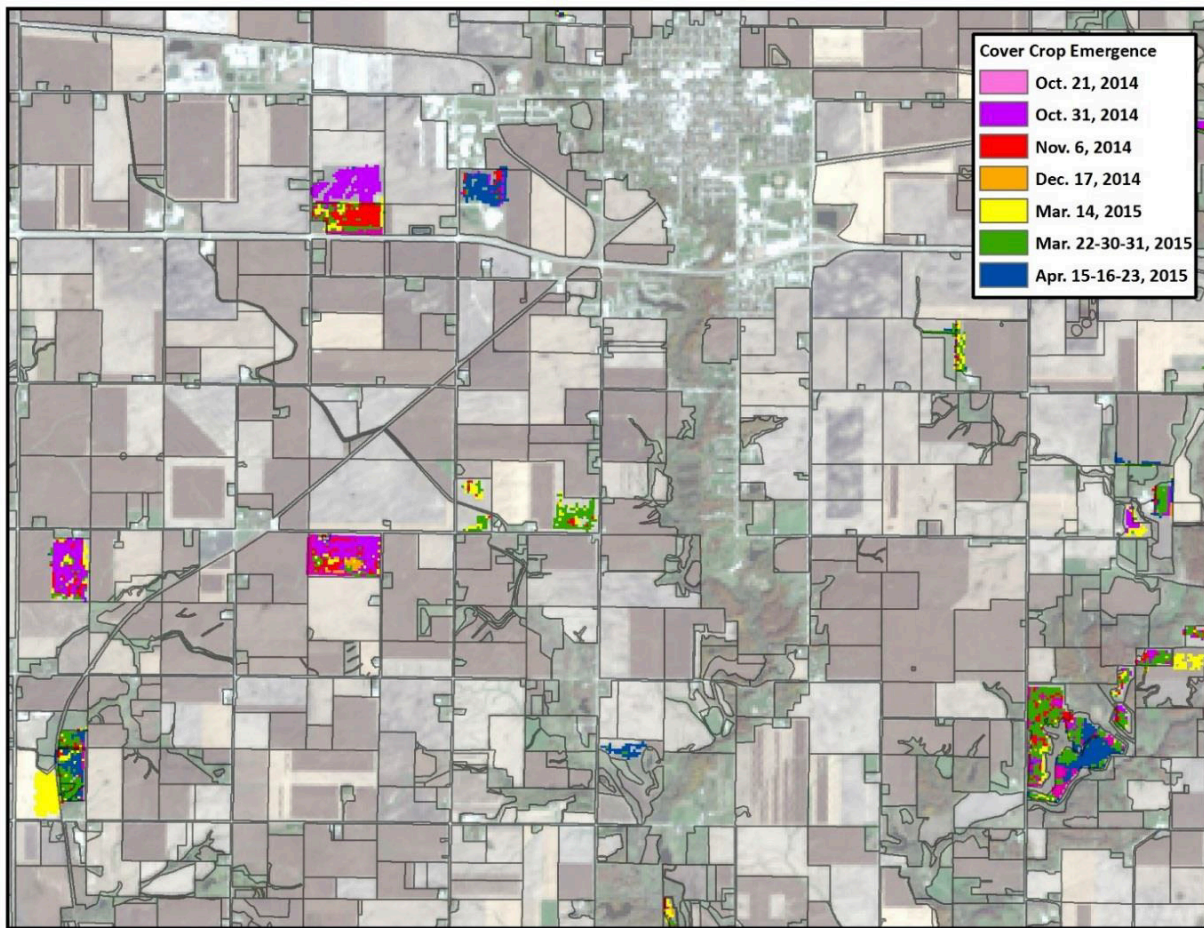 Cover Crop Emergence
Oct. 21, 2014
Oct. 31, 2014
Nov. 6, 2014
Dec. 17, 2014
Mar. 14, 2015
Mar. 22-30-31, 2015
Apr. 15-16-23, 2015